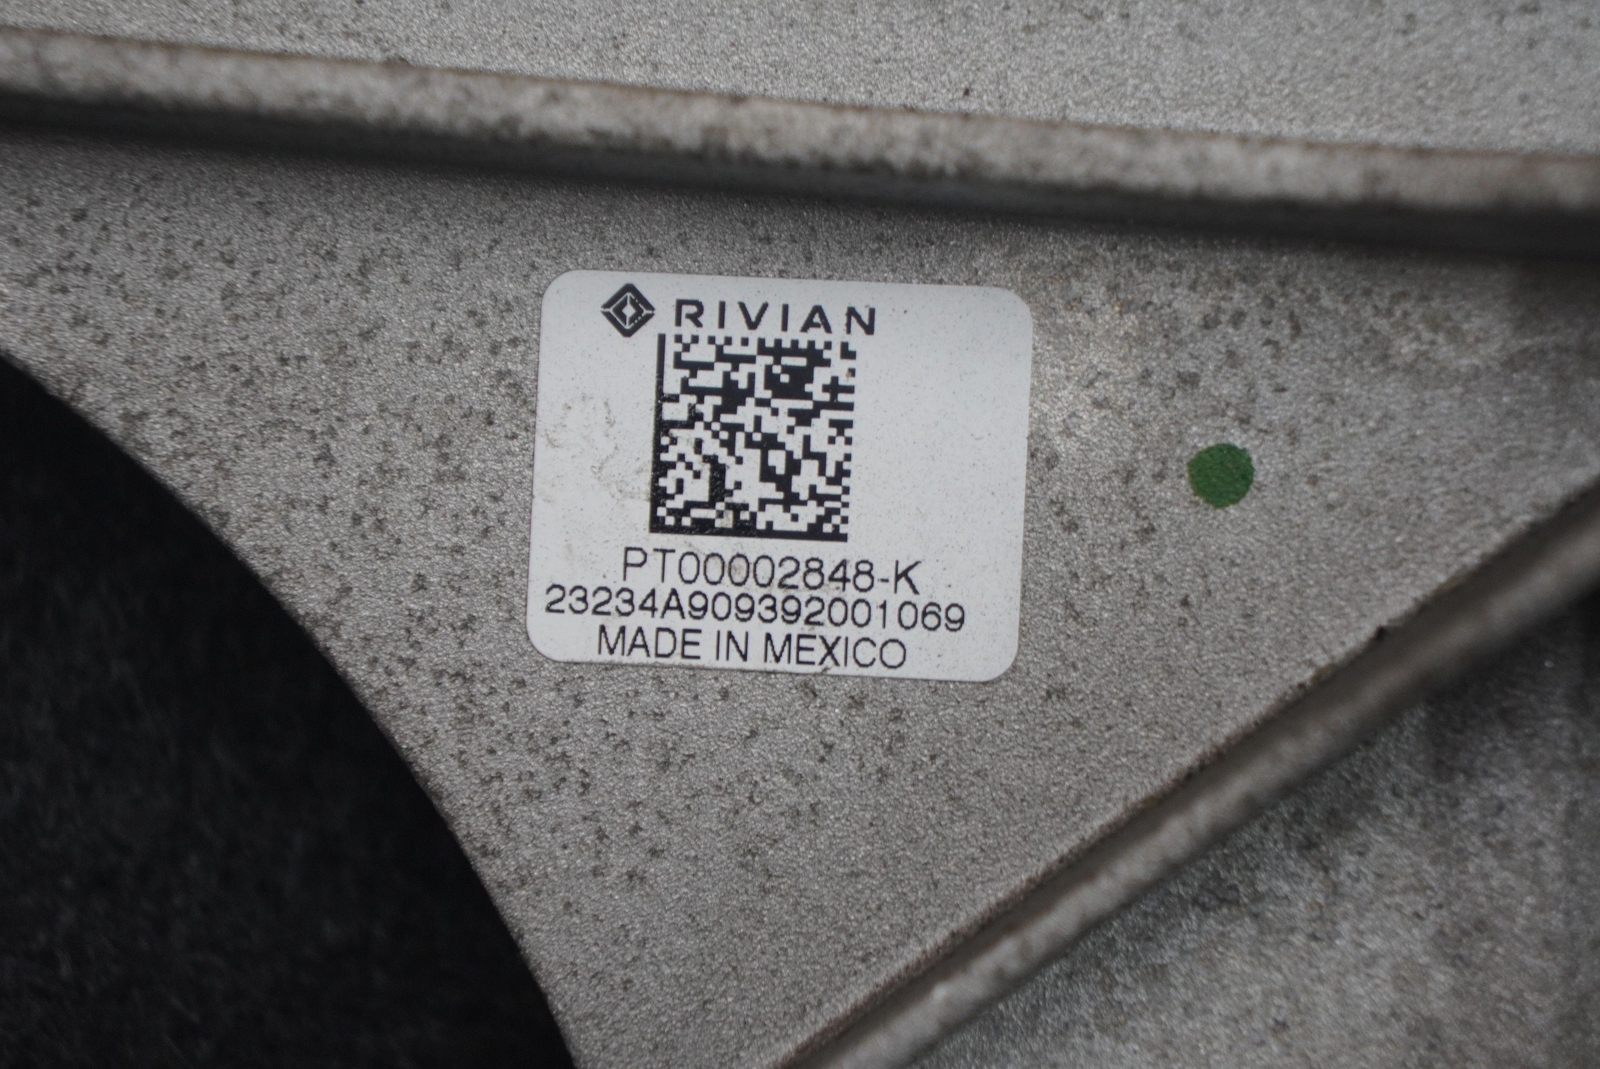 RIVIAN
PT00002848-K
23234A909392001069
MADE IN MEXICO